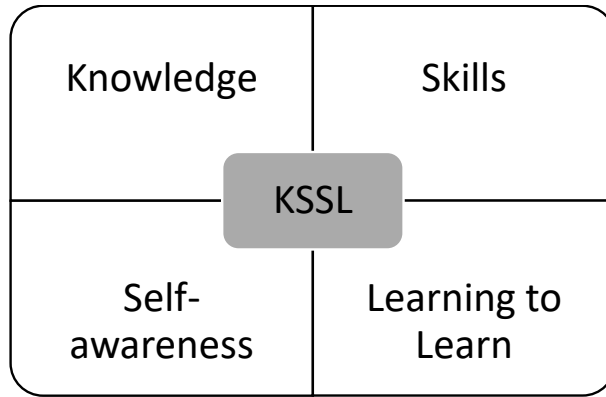 Knowledge
Skills
KSSL
Self-
awareness
Learning to
Learn